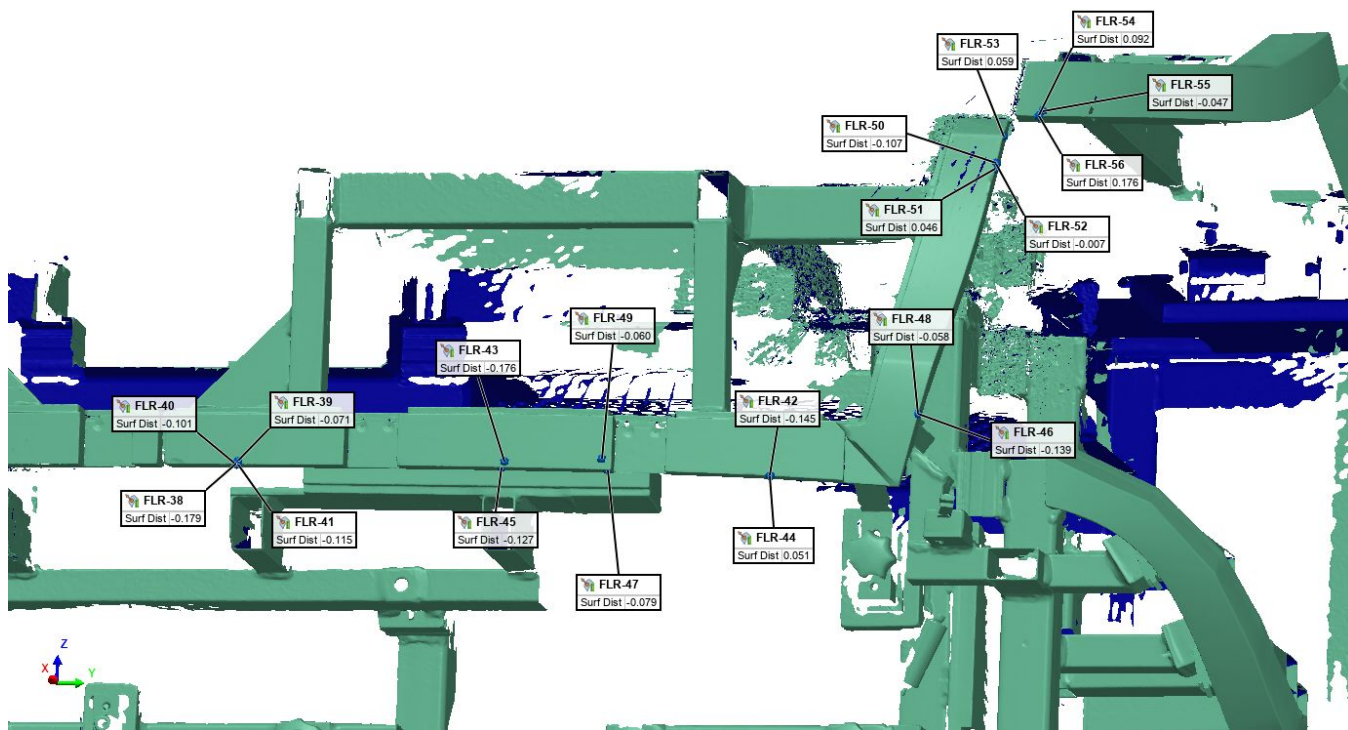 FLR-54
Surf Dist 0.092
FLR-53
Surf Dist 0.059
FLR-55
Surf Dist -0.047
FLR-50
Surf Dist -0.107
FLR-56
Surf Dist 0.176
FLR-51
Surf Dist 0.046
FLR-52
Surf Dist -0.007
FLR-49
Surf Dist -0.060
FLR-48
Surf Dist -0.058
FLR-43
Surf Dist -0.176
FLR-40
Surf Dist -0.101
FLR-39
Surf Dist -0.071
FLR-42
Surf Dist -0.145
FLR-46
Surf Dist -0.139
FLR-38
Surf Dist -0.179
FLR-41
Surf Dist -0.115
FLR-45
Surf Dist -0.127
FLR-44
Surf Dist 0.051
FLR-47
Surf Dist -0.079
Z
X
Y